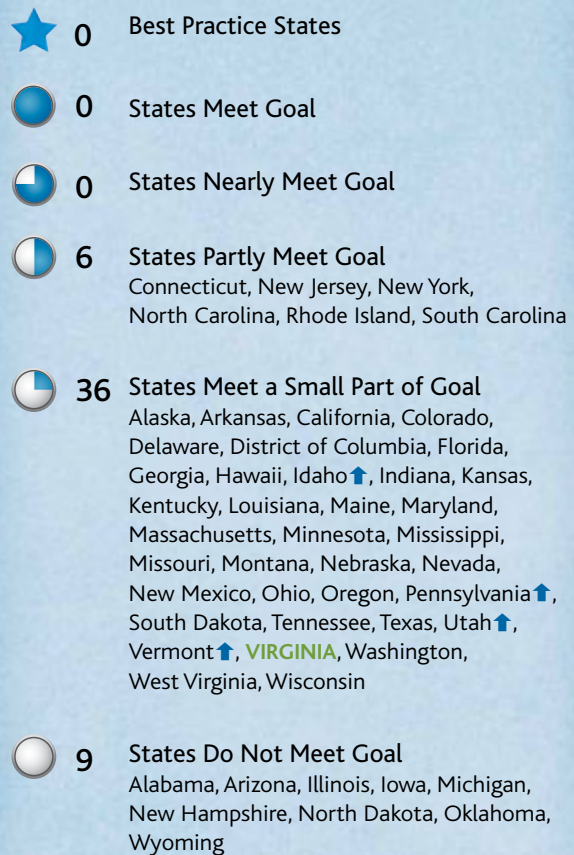 0 Best Practice States
0 States Meet Goal
0 States Nearly Meet Goal
6 States Partly Meet Goal
Connecticut, New Jersey, New York,
North Carolina, Rhode Island, South Carolina
36 States Meet a Small Part of Goal
Alaska, Arkansas, California, Colorado,
Delaware, District of Columbia, Florida,
Georgia, Hawaii, Idaho⬆, Indiana, Kansas,
Kentucky, Louisiana, Maine, Maryland,
Massachusetts, Minnesota, Mississippi,
Missouri, Montana, Nebraska, Nevada,
New Mexico, Ohio, Oregon, Pennsylvania⬆,
South Dakota, Tennessee, Texas, Utah⬆,
Vermont⬆, VIRGINIA, Washington,
West Virginia, Wisconsin
9 States Do Not Meet Goal
Alabama, Arizona, Illinois, Iowa, Michigan,
New Hampshire, North Dakota, Oklahoma,
Wyoming